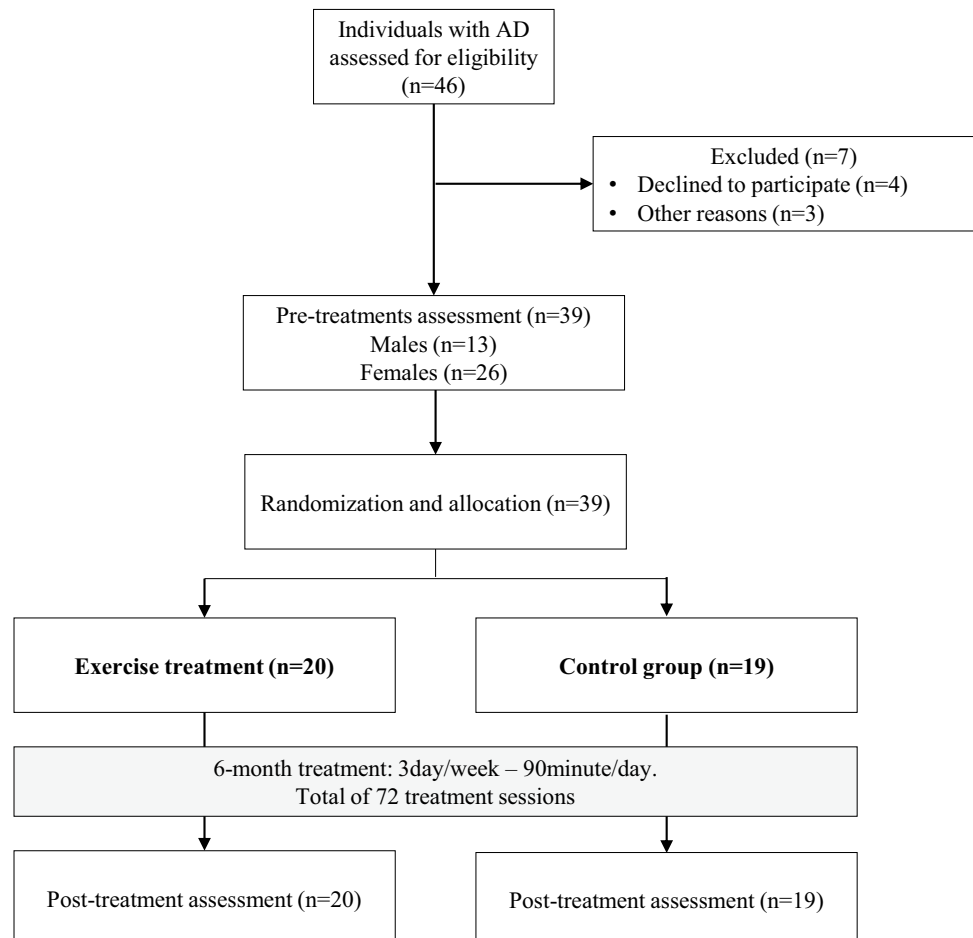 Individuals with AD
assessed for eligibility
(n=46)
Excluded (n=7)
• Declined to participate (n=4)
• Other reasons (n=3)
Pre-treatments assessment (n=39)
Males (n=13)
Females (n=26)
Randomization and allocation (n=39)
Exercise treatment (n=20)
Control group (n=19)
6-month treatment: 3day/week – 90minute/day.
Total of 72 treatment sessions
Post-treatment assessment (n=20)
Post-treatment assessment (n=19)